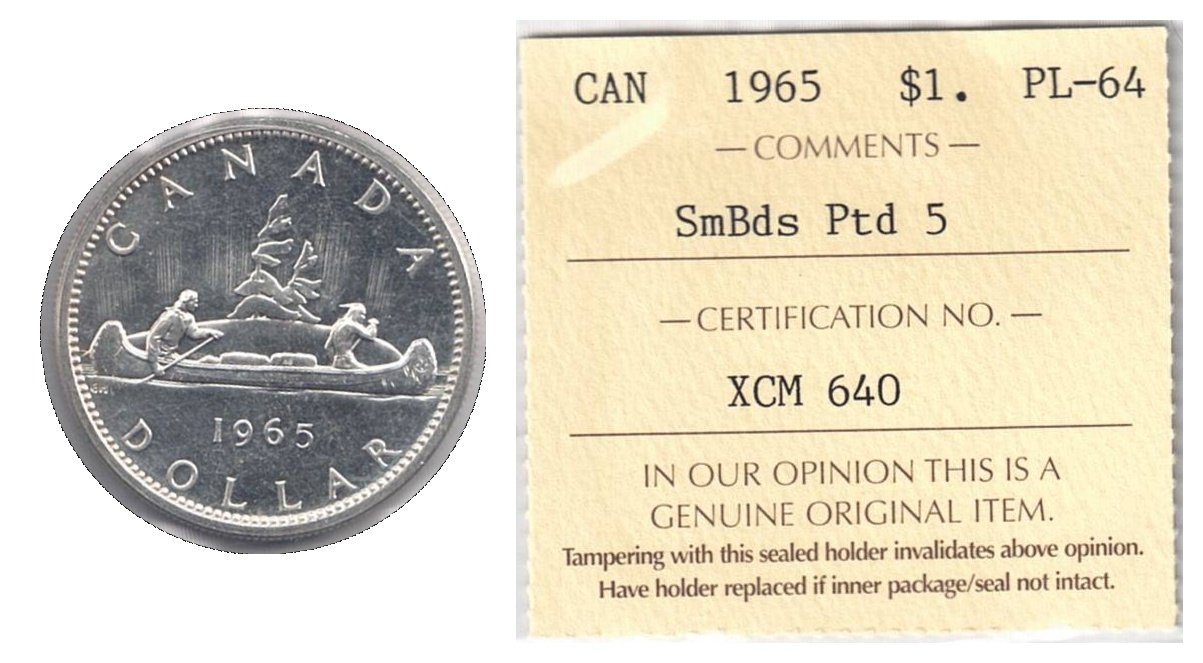 CANADA
1965
DOLLAR
CAN 1965 $1. PL-64
— COMMENTS —
SmBds Ptd 5
— CERTIFICATION NO. —
XCM 640
IN OUR OPINION THIS IS A
GENUINE ORIGINAL ITEM.
Tampering with this sealed holder invalidates above opinion.
Have holder replaced if inner package/seal not intact.